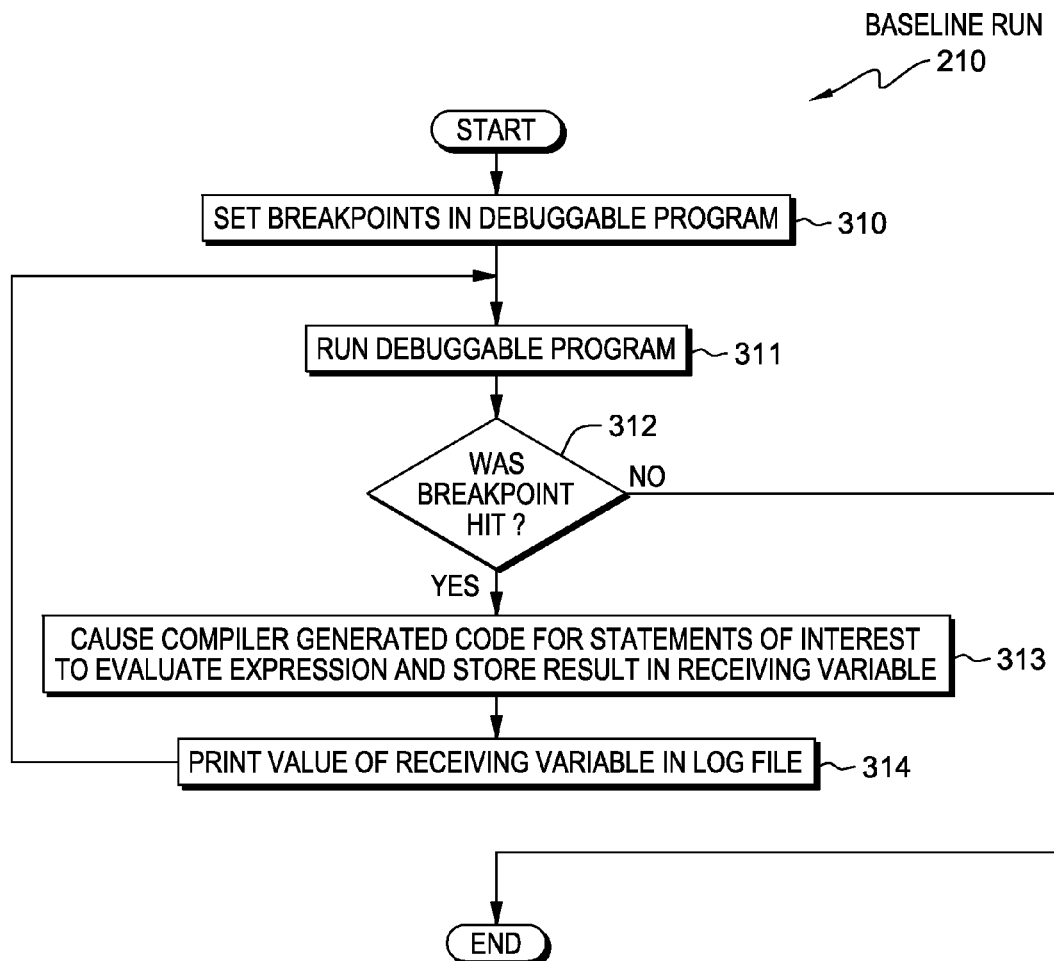 BASELINE RUN
210
START
SET BREAKPOINTS IN DEBUGGABLE PROGRAM
310
RUN DEBUGGABLE PROGRAM
311
312
WAS
BREAKPOINT
HIT ?
NO
YES
CAUSE COMPILER GENERATED CODE FOR STATEMENTS OF INTEREST
TO EVALUATE EXPRESSION AND STORE RESULT IN RECEIVING VARIABLE
313
PRINT VALUE OF RECEIVING VARIABLE IN LOG FILE
314
END